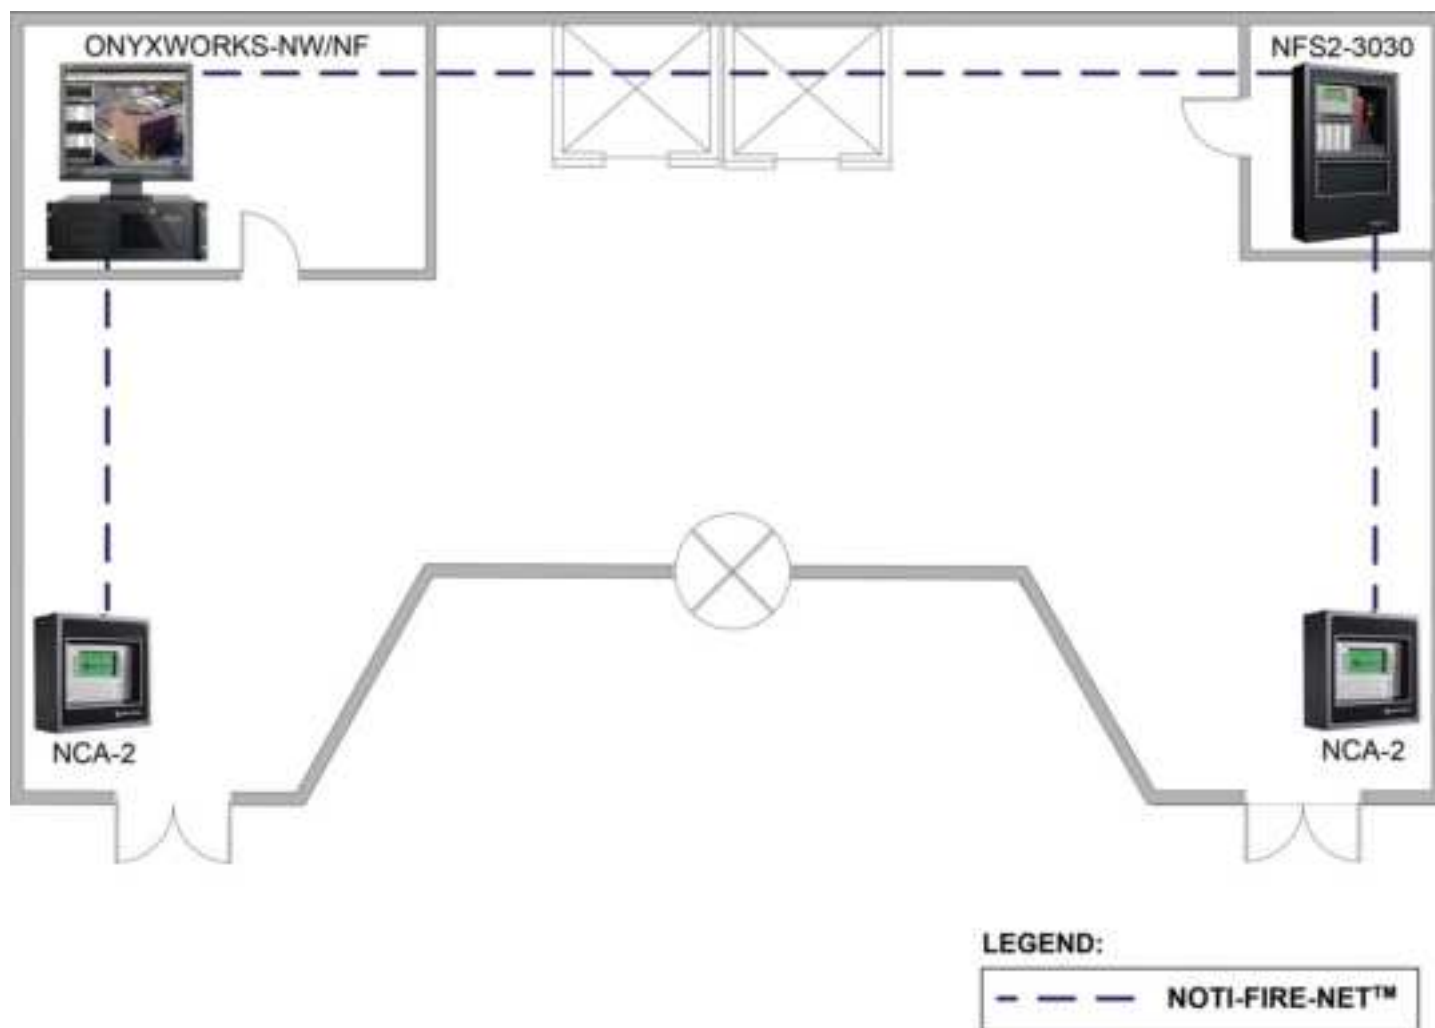 ONYXWORKS-NW/NF
NFS2-3030
NCA-2
NCA-2
LEGEND:
NOTI-FIRE-NET™